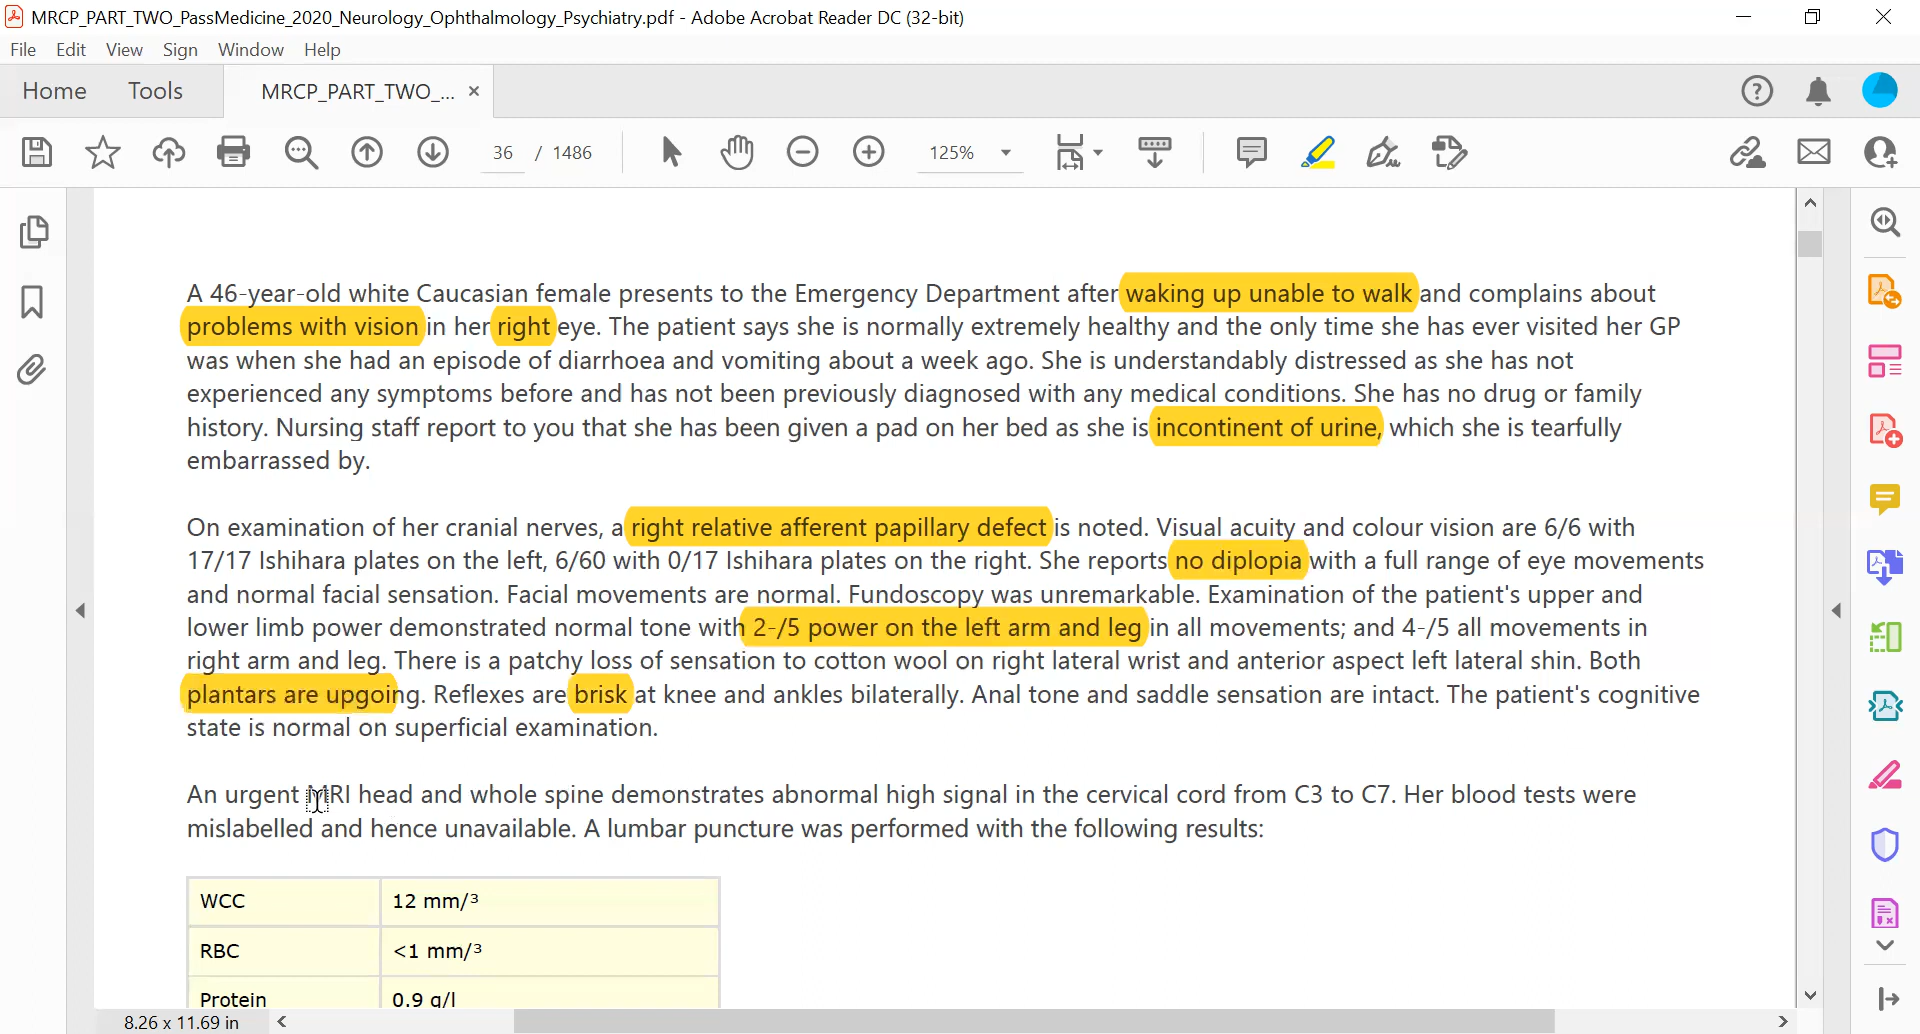 MRCP_PART_TWO_PassMedicine_2020_Neurology_Ophthalmology_Psychiatry.pdf - Adobe Acrobat Reader DC (32-bit)
File Edit View Sign Window Help
Home Tools MRCP_PART_TWO_... ×
36 / 1486 125%
A 46-year-old white Caucasian female presents to the Emergency Department after waking up unable to walk and complains about
problems with vision in her right eye. The patient says she is normally extremely healthy and the only time she has ever visited her GP
was when she had an episode of diarrhoea and vomiting about a week ago. She is understandably distressed as she has not
experienced any symptoms before and has not been previously diagnosed with any medical conditions. She has no drug or family
history. Nursing staff report to you that she has been given a pad on her bed as she is incontinent of urine, which she is tearfully
embarrassed by.
On examination of her cranial nerves, a right relative afferent papillary defect is noted. Visual acuity and colour vision are 6/6 with
17/17 Ishihara plates on the left, 6/60 with 0/17 Ishihara plates on the right. She reports no diplopia with a full range of eye movements
and normal facial sensation. Facial movements are normal. Fundoscopy was unremarkable. Examination of the patient's upper and
lower limb power demonstrated normal tone with 2-/5 power on the left arm and leg in all movements; and 4-/5 all movements in
right arm and leg. There is a patchy loss of sensation to cotton wool on right lateral wrist and anterior aspect left lateral shin. Both
plantars are upgoing. Reflexes are brisk at knee and ankles bilaterally. Anal tone and saddle sensation are intact. The patient's cognitive
state is normal on superficial examination.
An urgent MRI head and whole spine demonstrates abnormal high signal in the cervical cord from C3 to C7. Her blood tests were
mislabelled and hence unavailable. A lumbar puncture was performed with the following results:
WCC 12 mm/³
RBC <1 mm/³
Protein 0.9 g/l
8.26 x 11.69 in